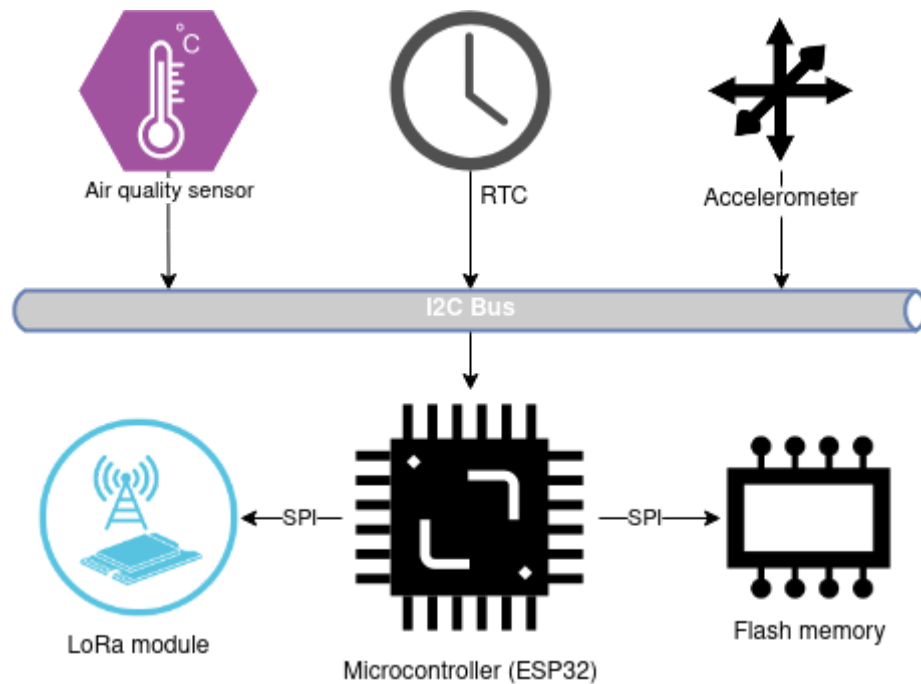 °C
Air quality sensor
RTC
Accelerometer
I2C Bus
SPI
SPI
LoRa module
Flash memory
Microcontroller (ESP32)